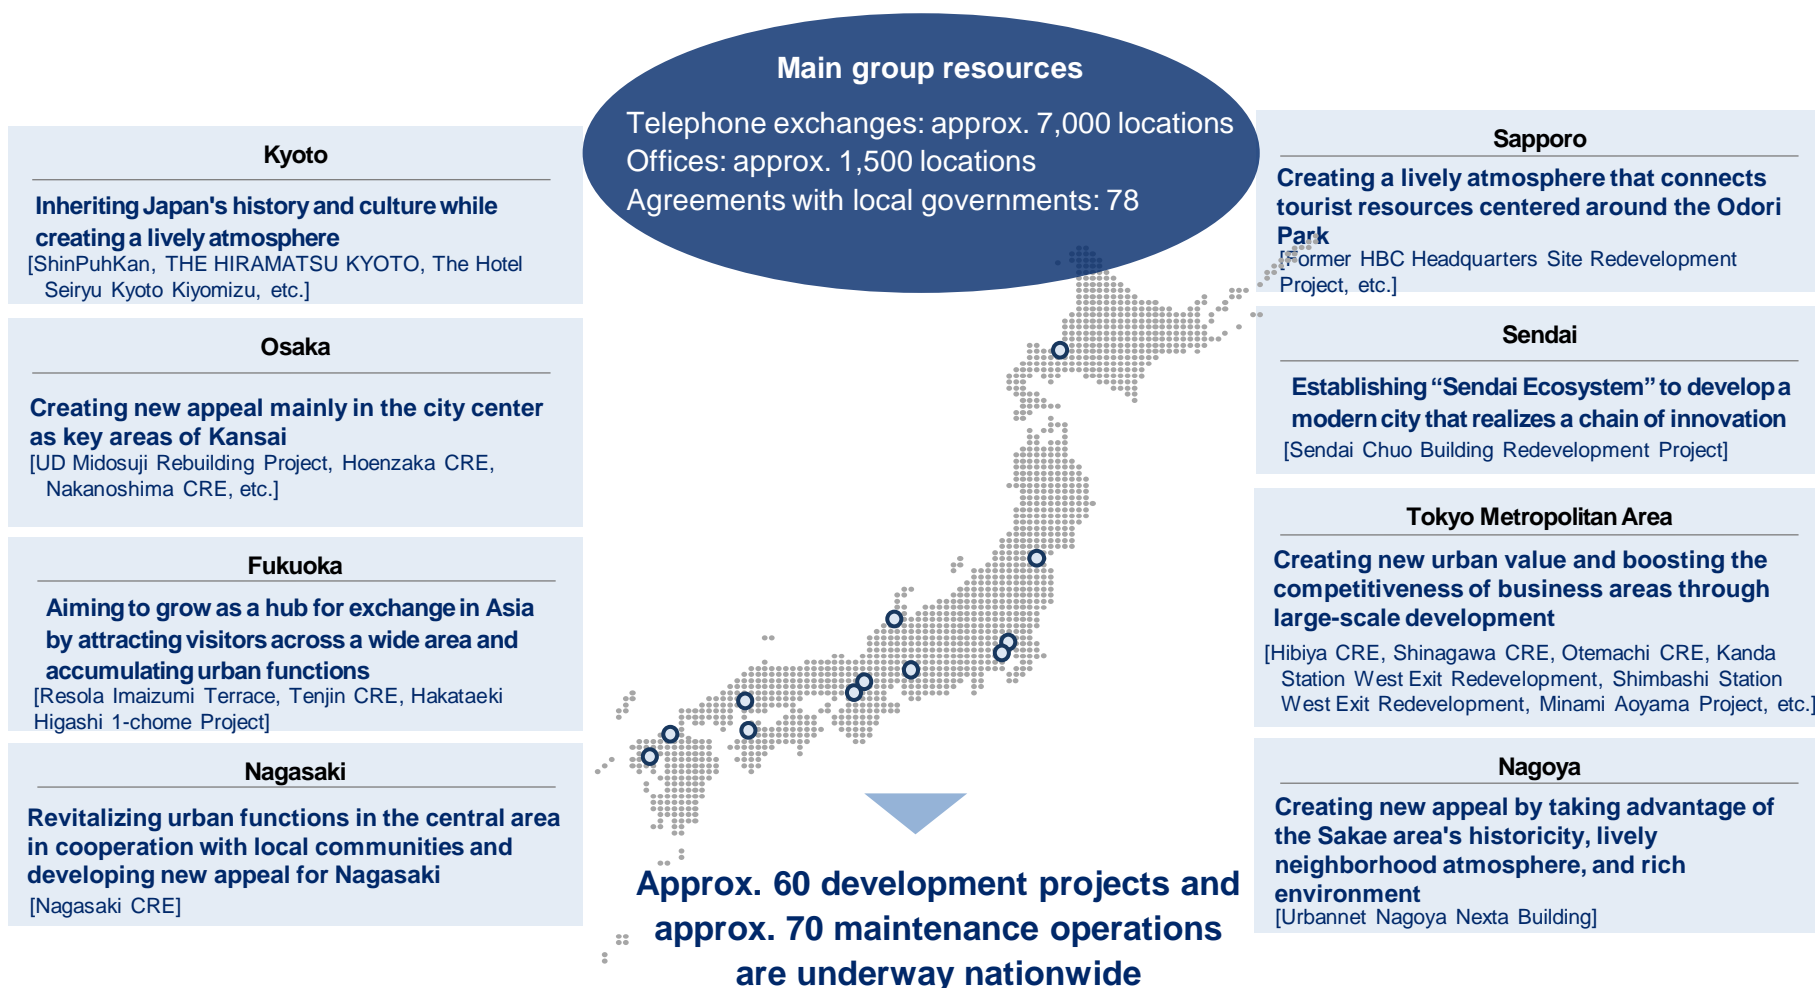 Main group resources
Telephone exchanges: approx. 7,000 locations
Offices: approx. 1,500 locations
Agreements with local governments: 78
Kyoto
Inheriting Japan's history and culture while
creating a lively atmosphere
[ShinPuhKan, THE HIRAMATSU KYOTO, The Hotel
Seiryu Kyoto Kiyomizu, etc.]
Osaka
Creating new appeal mainly in the city center
as key areas of Kansai
[UD Midosuji Rebuilding Project, Hoenzaka CRE,
Nakanoshima CRE, etc.]
Fukuoka
Aiming to grow as a hub for exchange in Asia
by attracting visitors across a wide area and
accumulating urban functions
[Resola Imaizumi Terrace, Tenjin CRE, Hakataeki
Higashi 1-chome Project]
Nagasaki
Revitalizing urban functions in the central area
in cooperation with local communities and
developing new appeal for Nagasaki
[Nagasaki CRE]
Sapporo
Creating a lively atmosphere that connects
tourist resources centered around the Odori
Park
[Former HBC Headquarters Site Redevelopment
Project, etc.]
Sendai
Establishing “Sendai Ecosystem” to develop a
modern city that realizes a chain of innovation
[Sendai Chuo Building Redevelopment Project]
Tokyo Metropolitan Area
Creating new urban value and boosting the
competitiveness of business areas through
large-scale development
[Hibiya CRE, Shinagawa CRE, Otemachi CRE, Kanda
Station West Exit Redevelopment, Shimbashi Station
West Exit Redevelopment, Minami Aoyama Project, etc.]
Nagoya
Creating new appeal by taking advantage of
the Sakae area's historicity, lively
neighborhood atmosphere, and rich
environment
[Urbannet Nagoya Nexta Building]
Approx. 60 development projects and
approx. 70 maintenance operations
are underway nationwide